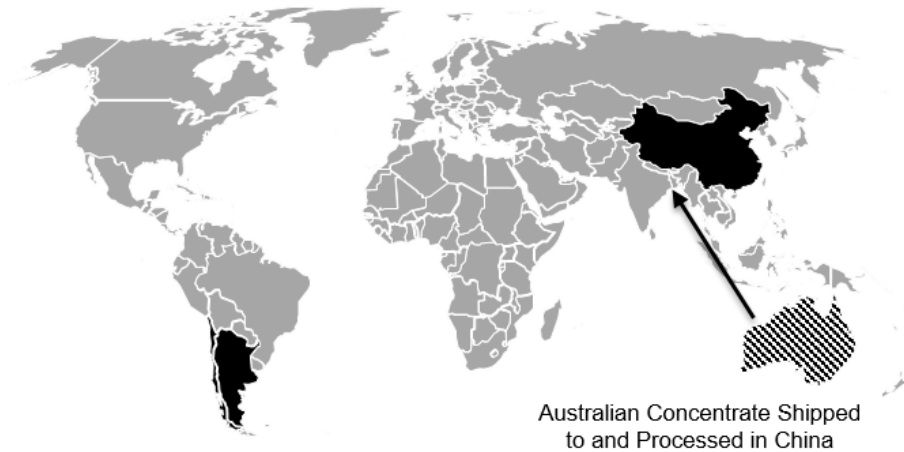 Australian Concentrate Shipped
to and Processed in China